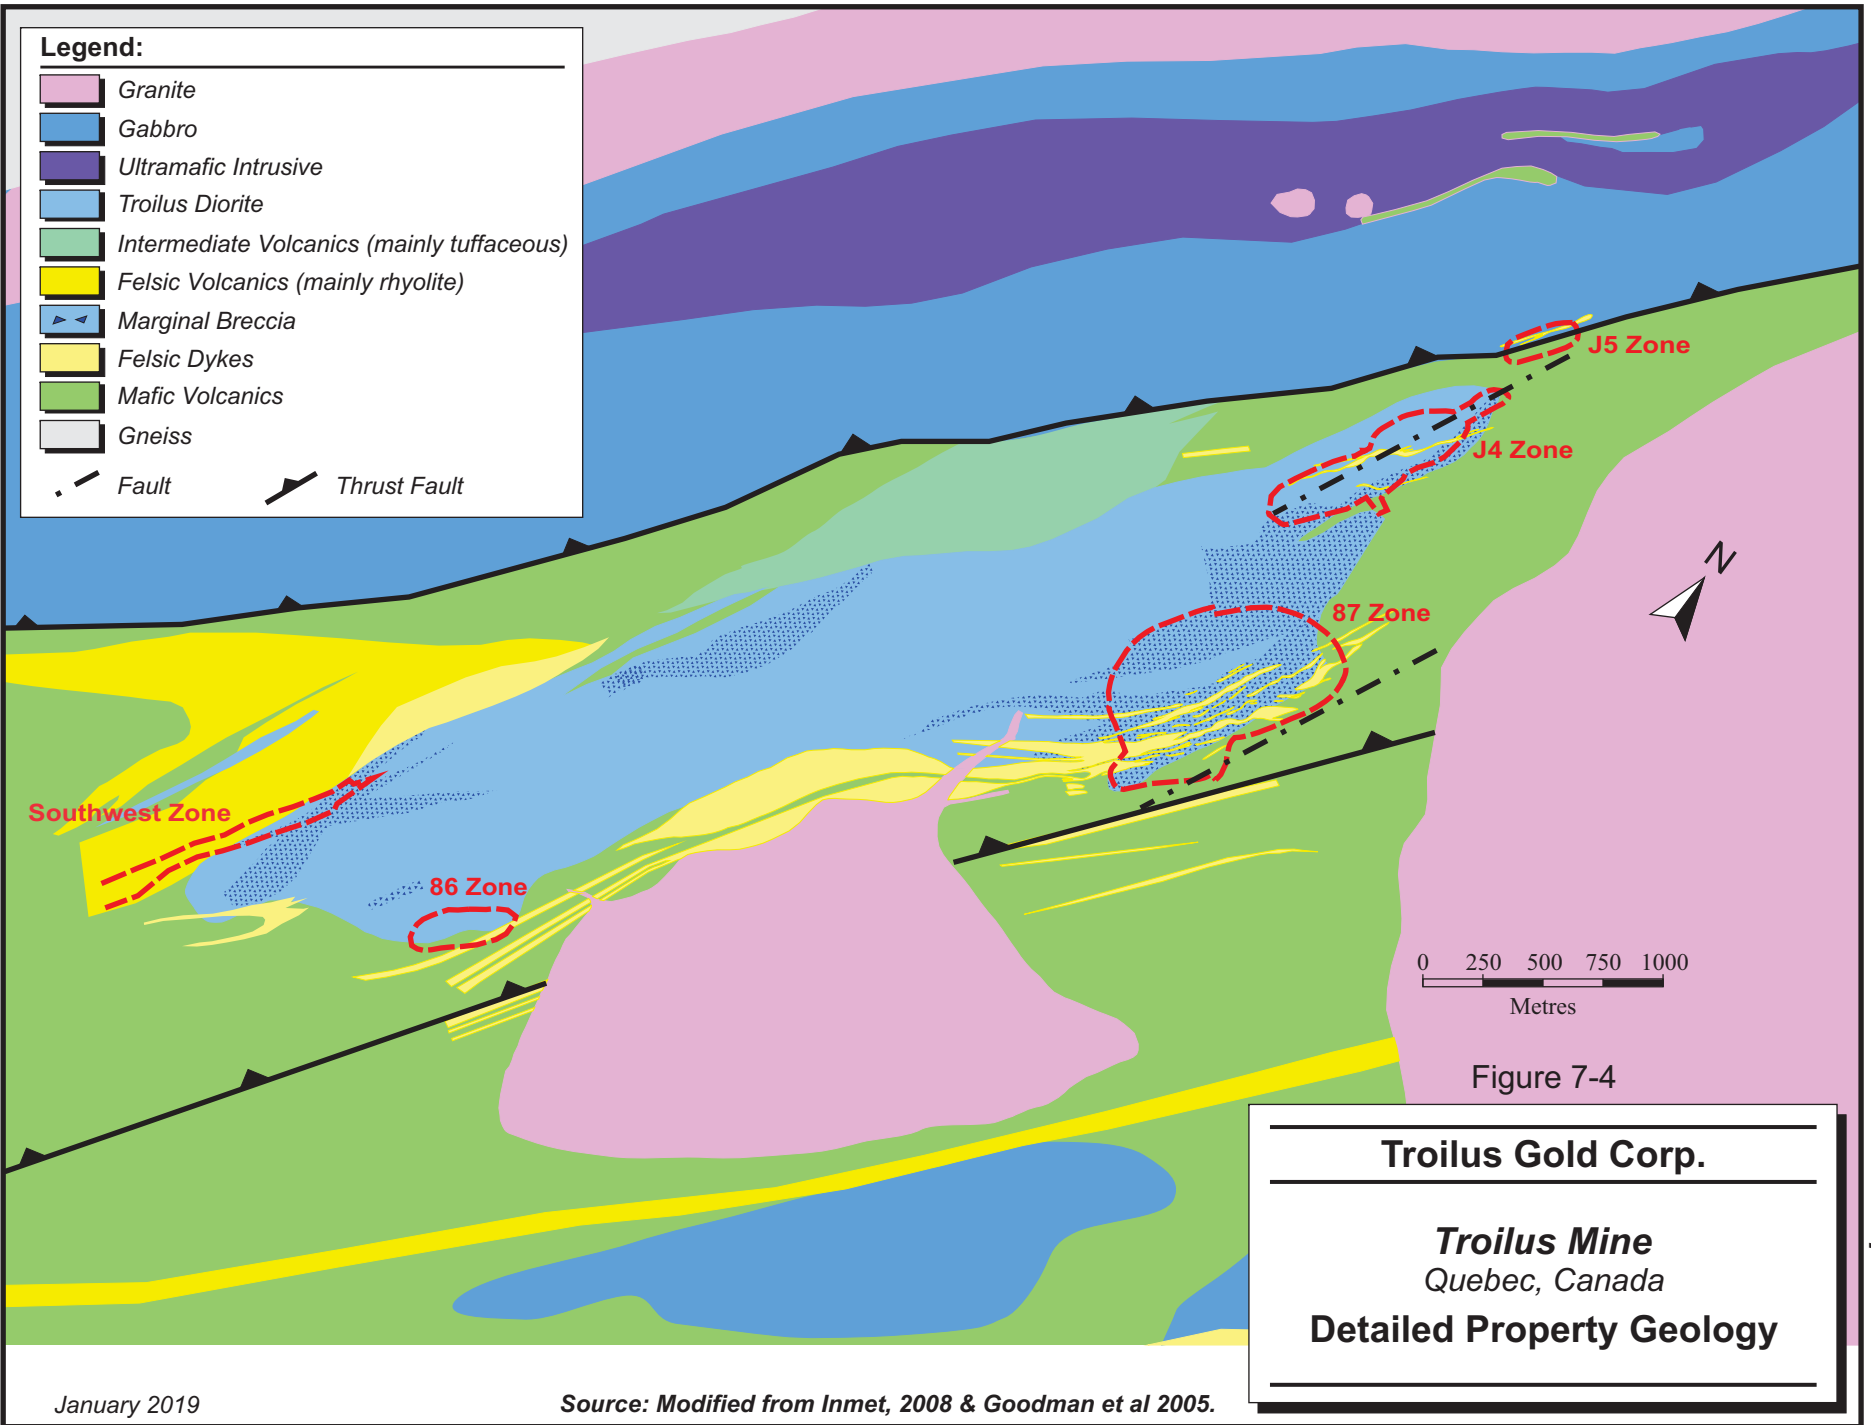 Legend:
Granite
Gabbro
Ultramafic Intrusive
Troilus Diorite
Intermediate Volcanics (mainly tuffaceous)
Felsic Volcanics (mainly rhyolite)
Marginal Breccia
Felsic Dykes
Mafic Volcanics
Gneiss
Fault
Thrust Fault
J5 Zone
J4 Zone
N
87 Zone
Southwest Zone
86 Zone
0 250 500 750 1000
Metres
Figure 7-4
Troilus Gold Corp.
Troilus Mine
Quebec, Canada
Detailed Property Geology
January 2019
Source: Modified from Inmet, 2008 & Goodman et al 2005.